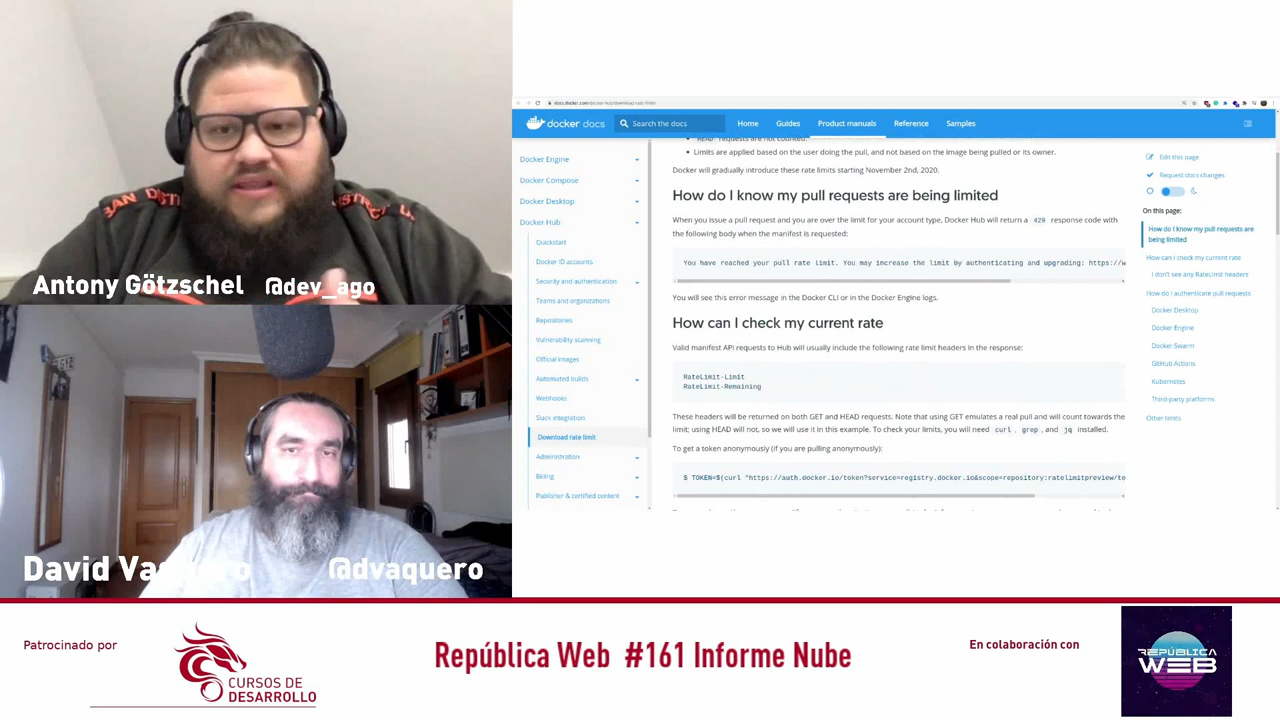 Antony Götzschel @dev_ago
@dvaquero
docker docs
Search the docs
Home Guides Product manuals Reference Samples
Docker Engine
Docker Compose
Docker Desktop
Docker Hub
Quickstart
Docker ID accounts
Security and authentication
Teams and organizations
Repositories
Vulnerability scanning
Official images
Automated builds
Webhooks
Slack integration
Download rate limit
Administration
Billing
Publisher & certified content
HEAD requests are not counted.
Limits are applied based on the user doing the pull, and not based on the image being pulled or its owner.
Docker will gradually introduce these rate limits starting November 2nd, 2020.
How do I know my pull requests are being limited
When you issue a pull request and you are over the limit for your account type, Docker Hub will return a 429 response code with
the following body when the manifest is requested:
You have reached your pull rate limit. You may increase the limit by authenticating and upgrading: https://w
You will see this error message in the Docker CLI or in the Docker Engine logs.
How can I check my current rate
Valid manifest API requests to Hub will usually include the following rate limit headers in the response:
RateLimit-Limit
RateLimit-Remaining
These headers will be returned on both GET and HEAD requests. Note that using GET emulates a real pull and will count towards the
limit; using HEAD will not, so we will use it in this example. To check your limits, you will need curl, grep, and jq installed.
To get a token anonymously (if you are pulling anonymously):
$ TOKEN=$(curl "https://auth.docker.io/token?service=registry.docker.io&scope=repository:ratelimitpreview/te
Edit this page
Request docs changes
On this page:
How do I know my pull requests are
being limited
How can I check my current rate
I don't see any RateLimit headers
How do I authenticate pull requests
Docker Desktop
Docker Engine
Docker Swarm
GitHub Actions
Kubernetes
Third-party platforms
Other limits
Patrocinado por
CURSOS DE
DESARROLLO
República Web #161 Informe Nube
En colaboración con
REPÚBLICA
WEB